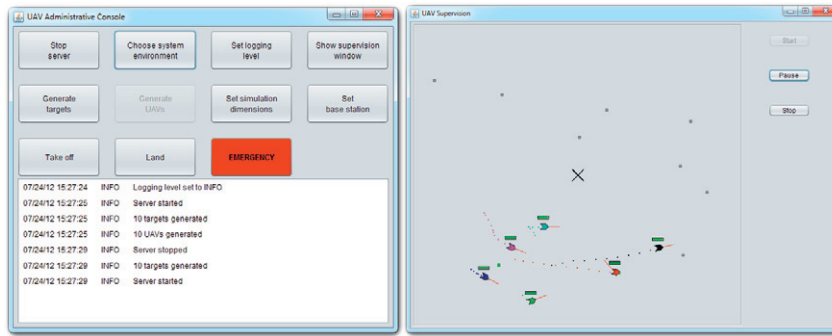 UAV Administrative Console
Stop
server
Choose system
environment
Set logging
level
Show supervision
window
Generate
targets
Generate
UAVs
Set simulation
dimensions
Set
base station
Take off
Land
EMERGENCY
07/24/12 15:27:24 INFO Logging level set to INFO
07/24/12 15:27:25 INFO Server started
07/24/12 15:27:25 INFO 10 targets generated
07/24/12 15:27:25 INFO 10 UAVs generated
07/24/12 15:27:29 INFO Server stopped
07/24/12 15:27:29 INFO 10 targets generated
07/24/12 15:27:29 INFO Server started
UAV Supervision
Start
Pause
Stop